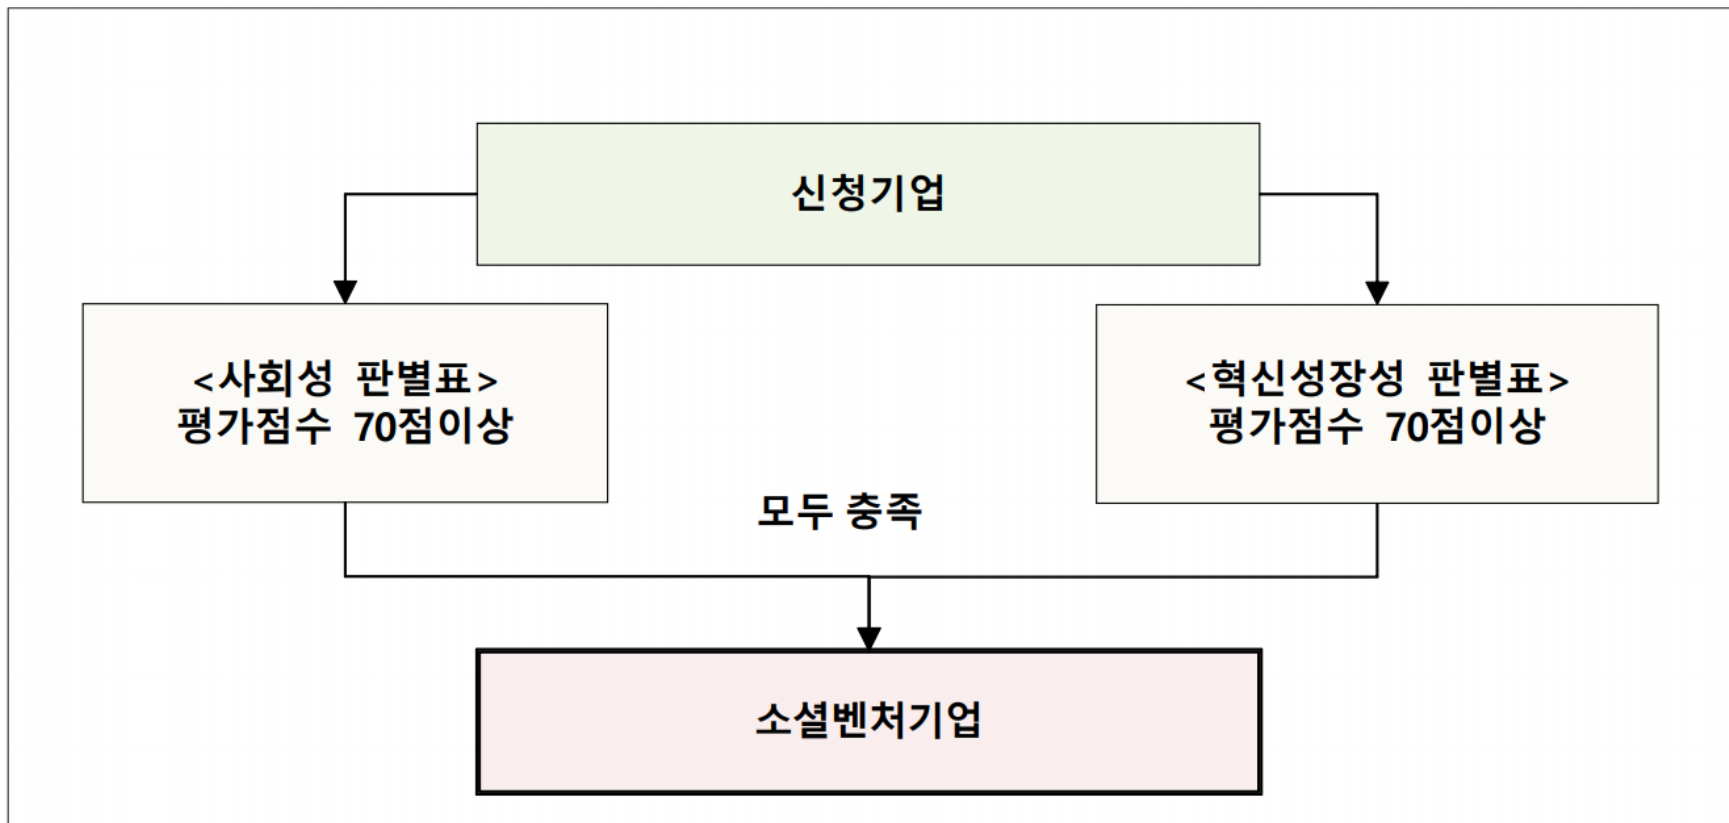 신청기업
<사회성 판별표>
평가점수 70점이상
<혁신성장성 판별표>
평가점수 70점이상
모두 충족
소셜벤처기업